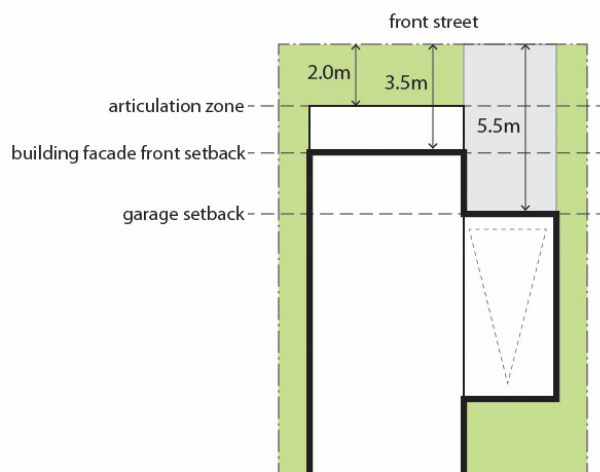 front street
2.0m
3.5m
articulation zone
5.5m
building facade front setback
garage setback